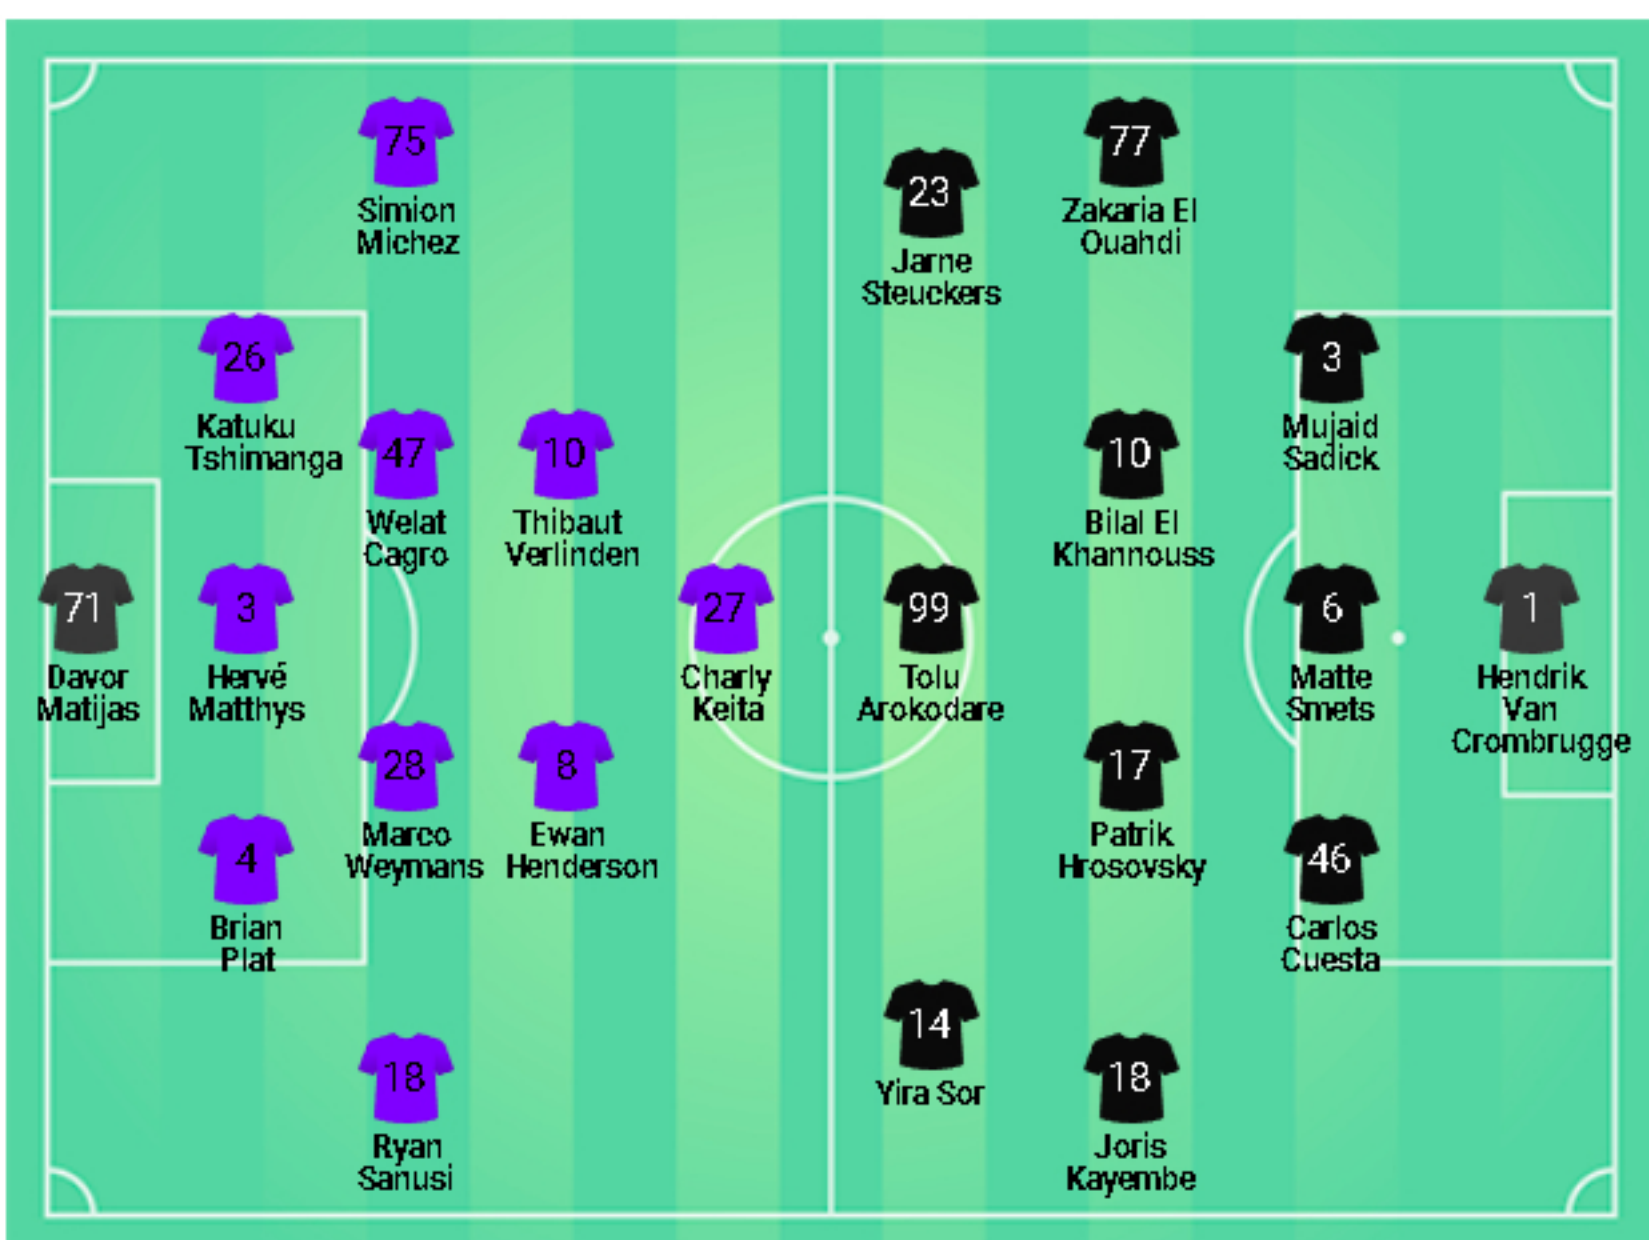 75
Simion
Michez
77
Zakaria El
Ouahdi
23
Jarne
Steuckers
26
Katuku
Tshimanga
3
Mujaid
Sadick
47
Welat
Cagro
10
Thibaut
Verlinden
10
Bilal El
Khannouss
71
Davor
Matijas
3
Hervé
Matthys
27
Charly
Keita
99
Tolu
Arokodare
6
Matte
Smets
1
Hendrik
Van
Crombrugge
28
Marco
Weymans
8
Ewan
Henderson
17
Patrik
Hrosovsky
4
Brian
Plat
46
Carlos
Cuesta
14
Yira Sor
18
Ryan
Sanusi
18
Joris
Kayembe